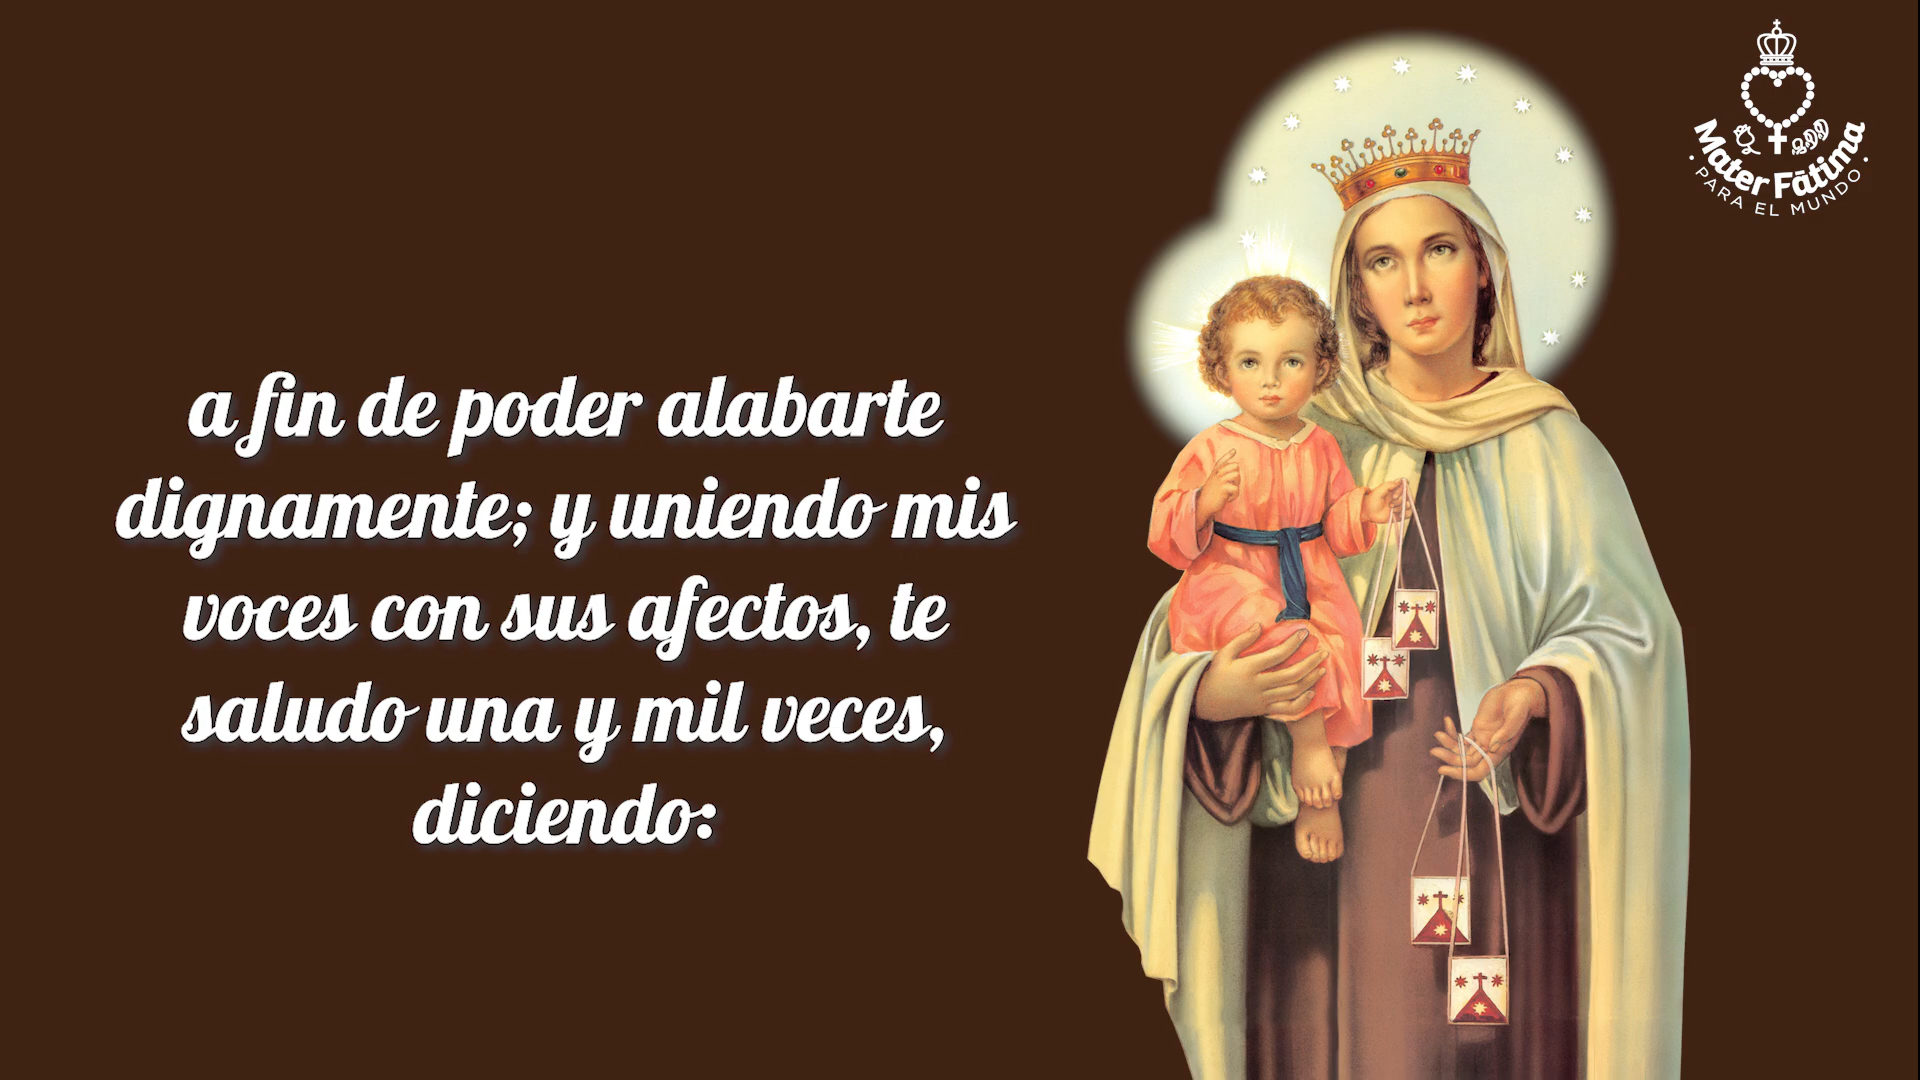 a fin de poder alabarte
dignamente; y uniendo mis
voces con sus afectos, te
saludo una y mil veces,
diciendo:
Mater Fátima
· PARA EL MUNDO ·